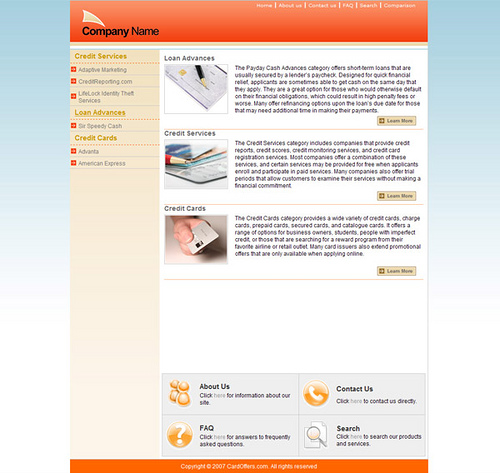 Home | About us | Contact us | FAQ | Search | Comparison
Company Name
Credit Services
Adaptive Marketing
CreditReporting.com
LifeLock Identity Theft
Services
Loan Advances
Sir Speedy Cash
Credit Cards
Advanta
American Express
Loan Advances
The Payday Cash Advances category offers short-term loans that are
usually secured by a lender's paycheck. Designed for quick financial
relief, applicants are sometimes able to get cash on the same day that
they apply. They are a great option for those who would otherwise default
on their financial obligations, which could result in high penalty fees or
worse. Many offer refinancing options upon the loan's due date for those
that may need additional time in making their payments.
Learn More
Credit Services
The Credit Services category includes companies that provide credit
reports, credit scores, credit monitoring services, and credit card
registration services. Most companies offer a combination of these
services, and certain services may be provided for free when applicants
enroll and participate in paid services. Many companies also offer trial
periods that allow customers to examine their services without making a
financial commitment.
Learn More
Credit Cards
The Credit Cards category provides a wide variety of credit cards, charge
cards, prepaid cards, secured cards, and catalogue cards. It offers a
range of options for business owners, students, people with imperfect
credit, or those that are searching for a reward program from their
favorite airline or retail outlet. Many card issuers also extend promotional
offers that are only available when applying online.
Learn More
About Us
Click here for information about our
site.
Contact Us
Click here to contact us directly.
FAQ
Click here for answers to frequently
asked questions.
Search
Click here to search our products
and services.
Copyright © 2007 CardOffers.com. All rights reserved